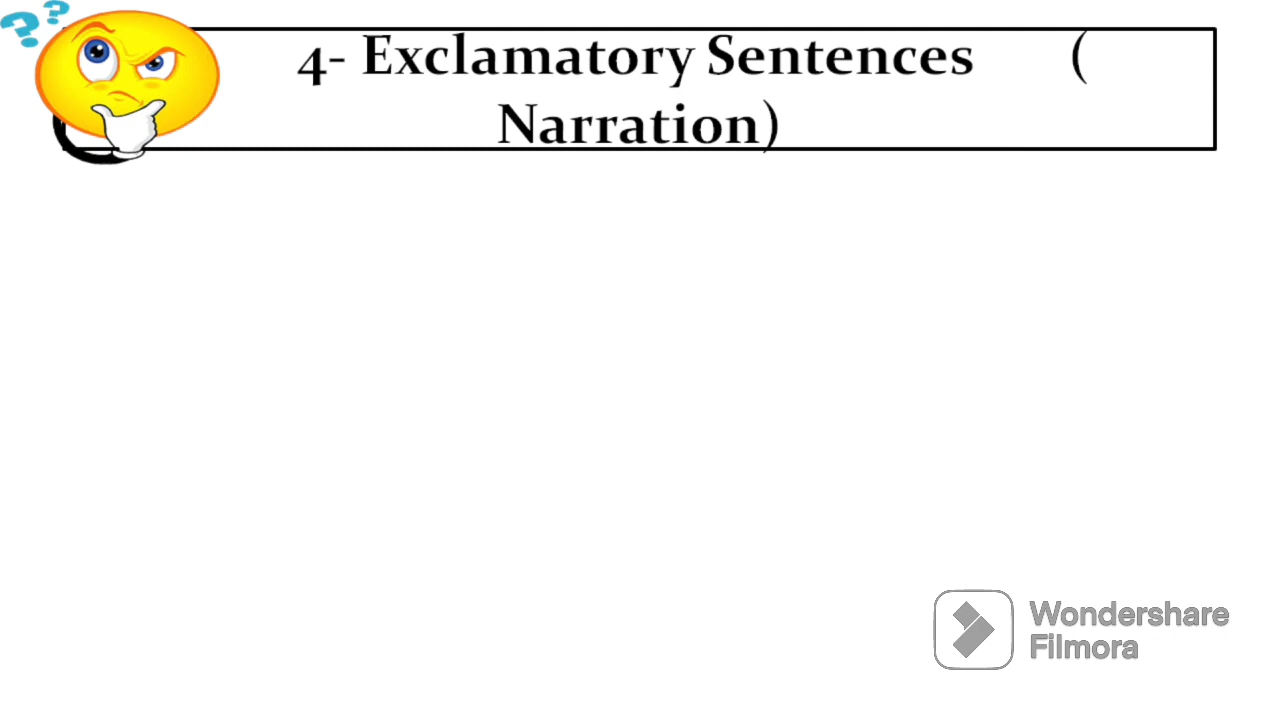 ? ?
4- Exclamatory Sentences (
Narration)
Wondershare
Filmora